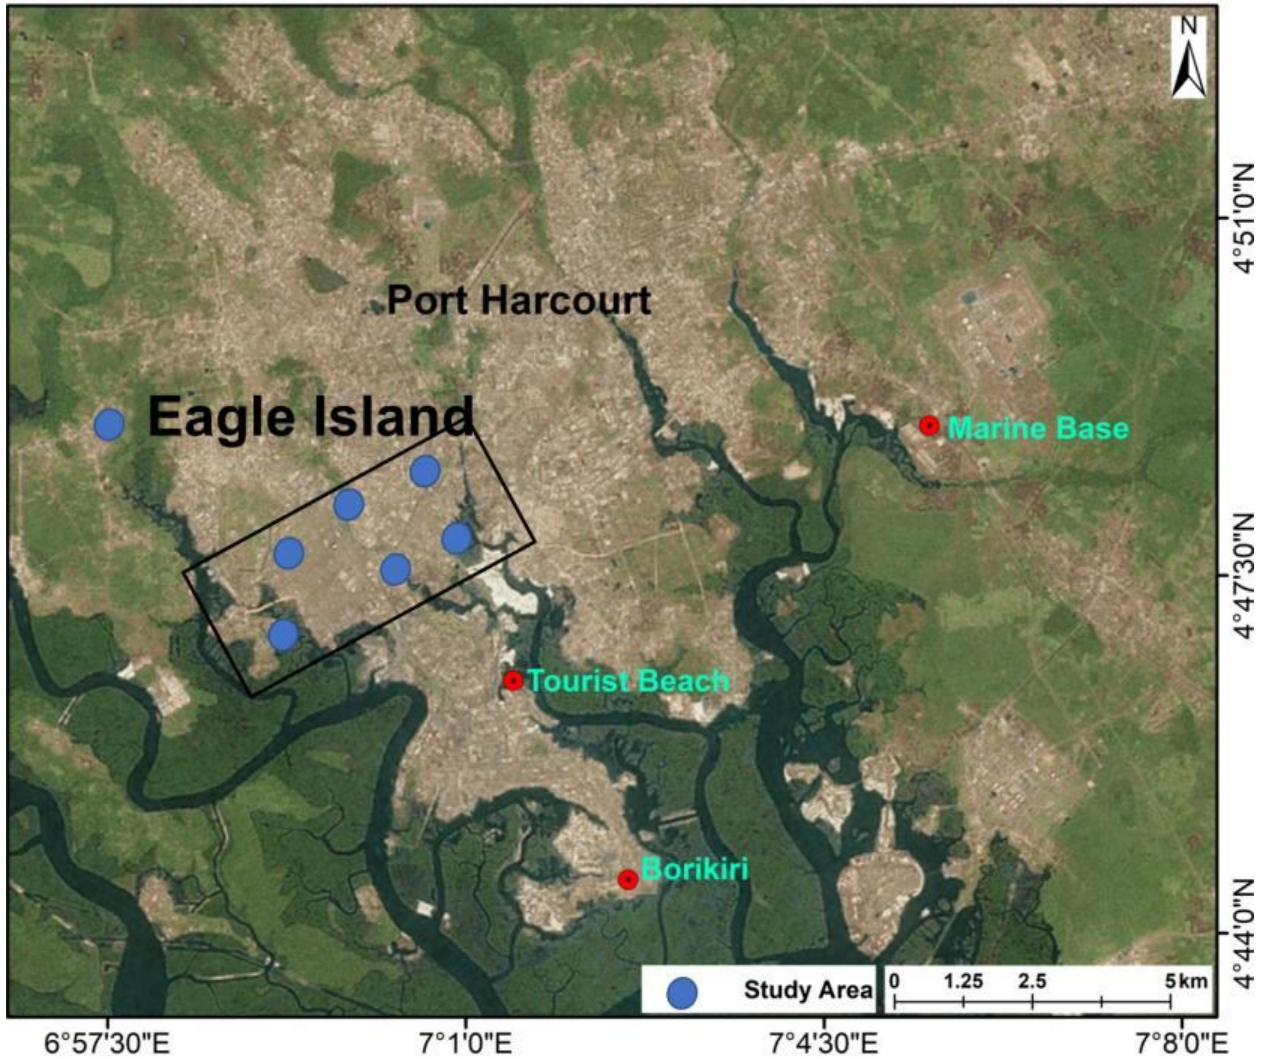 N
4°51'0"N
Port Harcourt
Eagle Island
Marine Base
4°47'30"N
Tourist Beach
Borikiri
4°44'0"N
Study Area
0 1.25 2.5 5 km
6°57'30"E 7°1'0"E 7°4'30"E 7°8'0"E